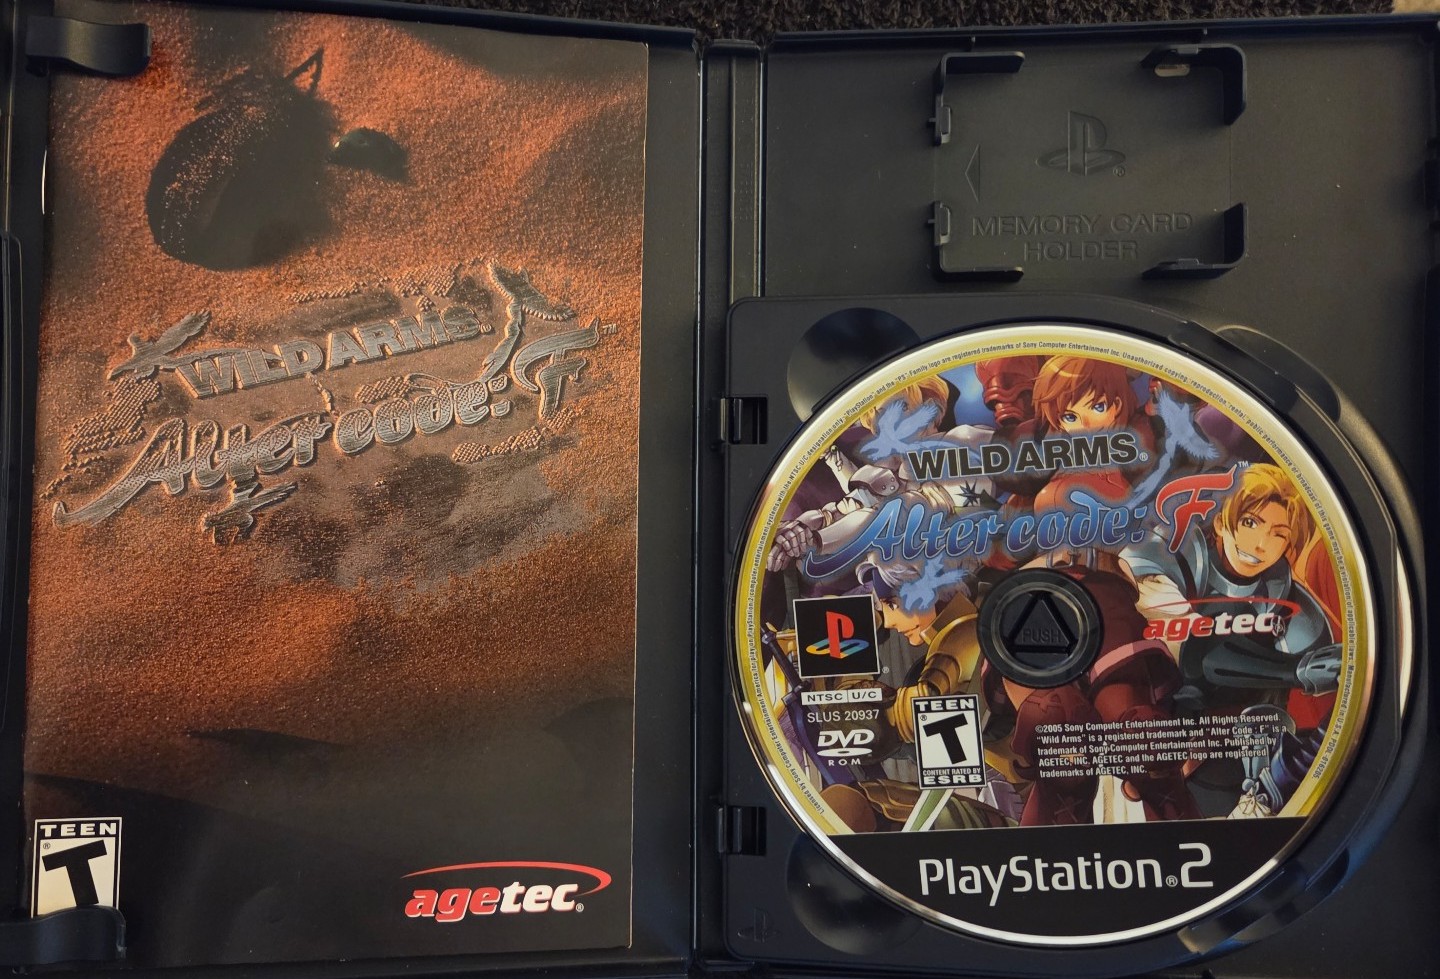 WILD ARMS®
Alter code: F™
TEEN
®
T
agetec®
®
MEMORY CARD
HOLDER
WILD ARMS®
Alter code: F™
agetec
PUSH
®
NTSC U/C
SLUS 20937
DVD
ROM
TEEN
®
T
CONTENT RATED BY
ESRB
©2005 Sony Computer Entertainment Inc. All Rights Reserved.
"Wild Arms" is a registered trademark and "Alter Code : F" is a
trademark of Sony Computer Entertainment Inc. Published by
AGETEC, INC. AGETEC and the AGETEC logo are registered
trademarks of AGETEC, INC.
PlayStation®2